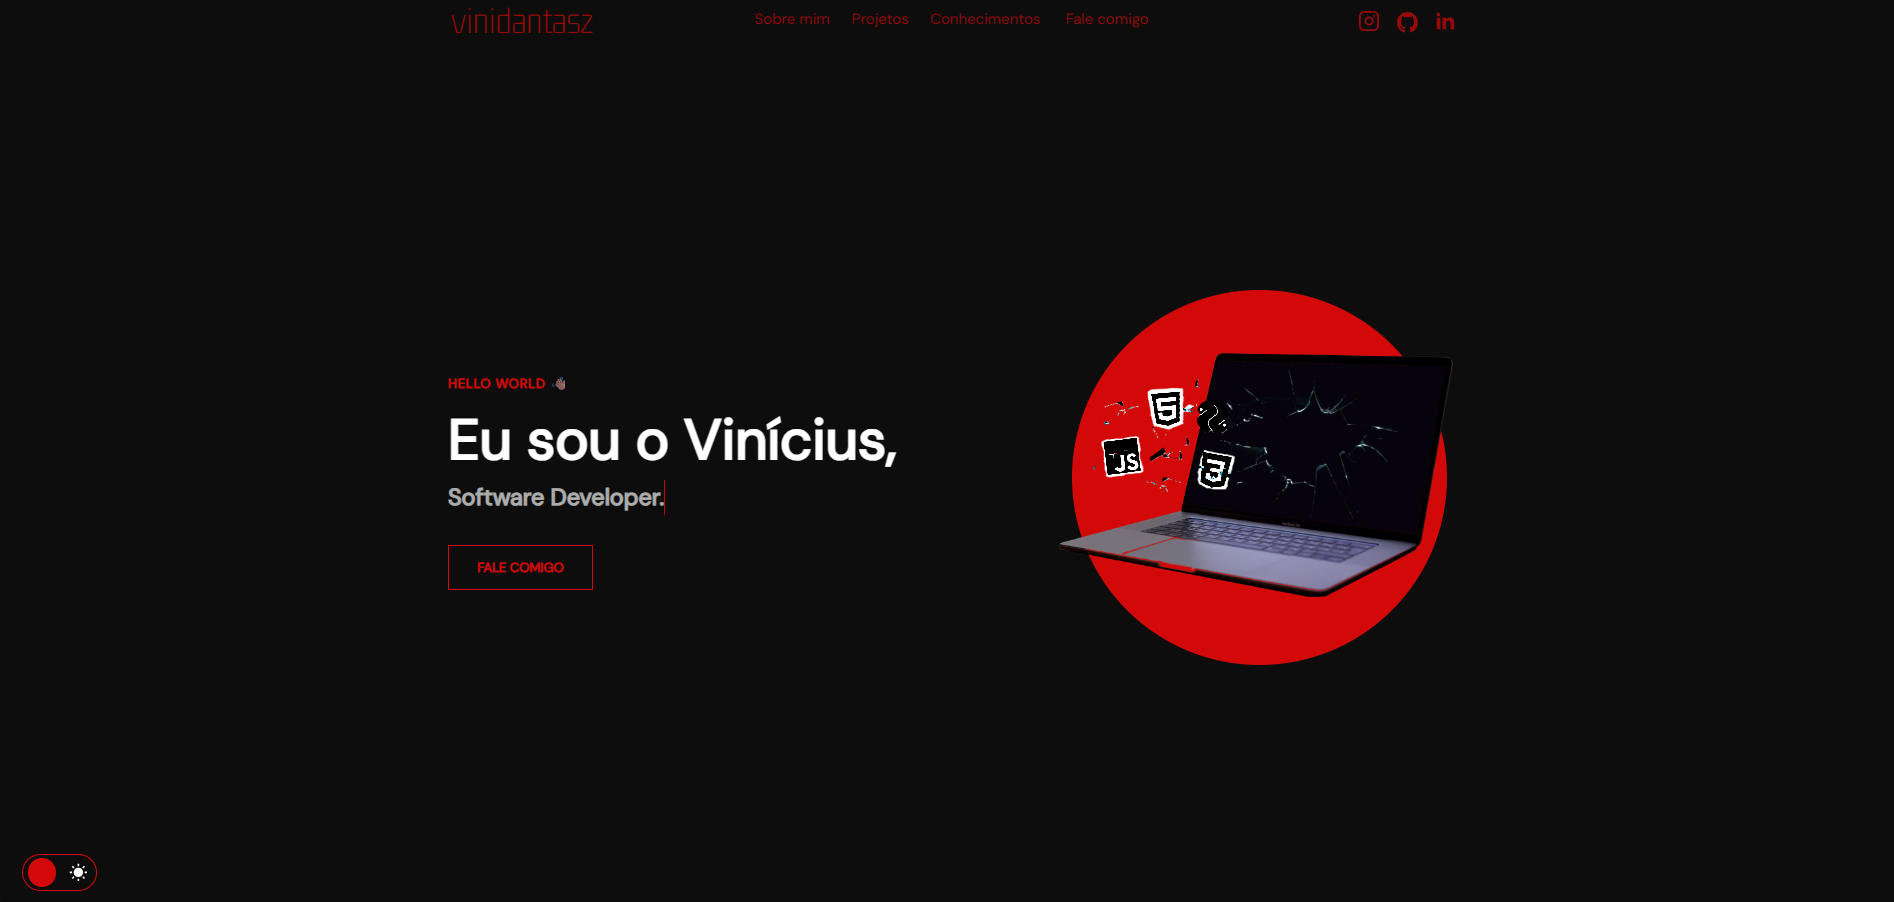 vinidantasz
Sobre mim Projetos Conhecimentos Fale comigo
HELLO WORLD 👋🏾
Eu sou o Vinícius,
Software Developer.
FALE COMIGO
5
JS
3